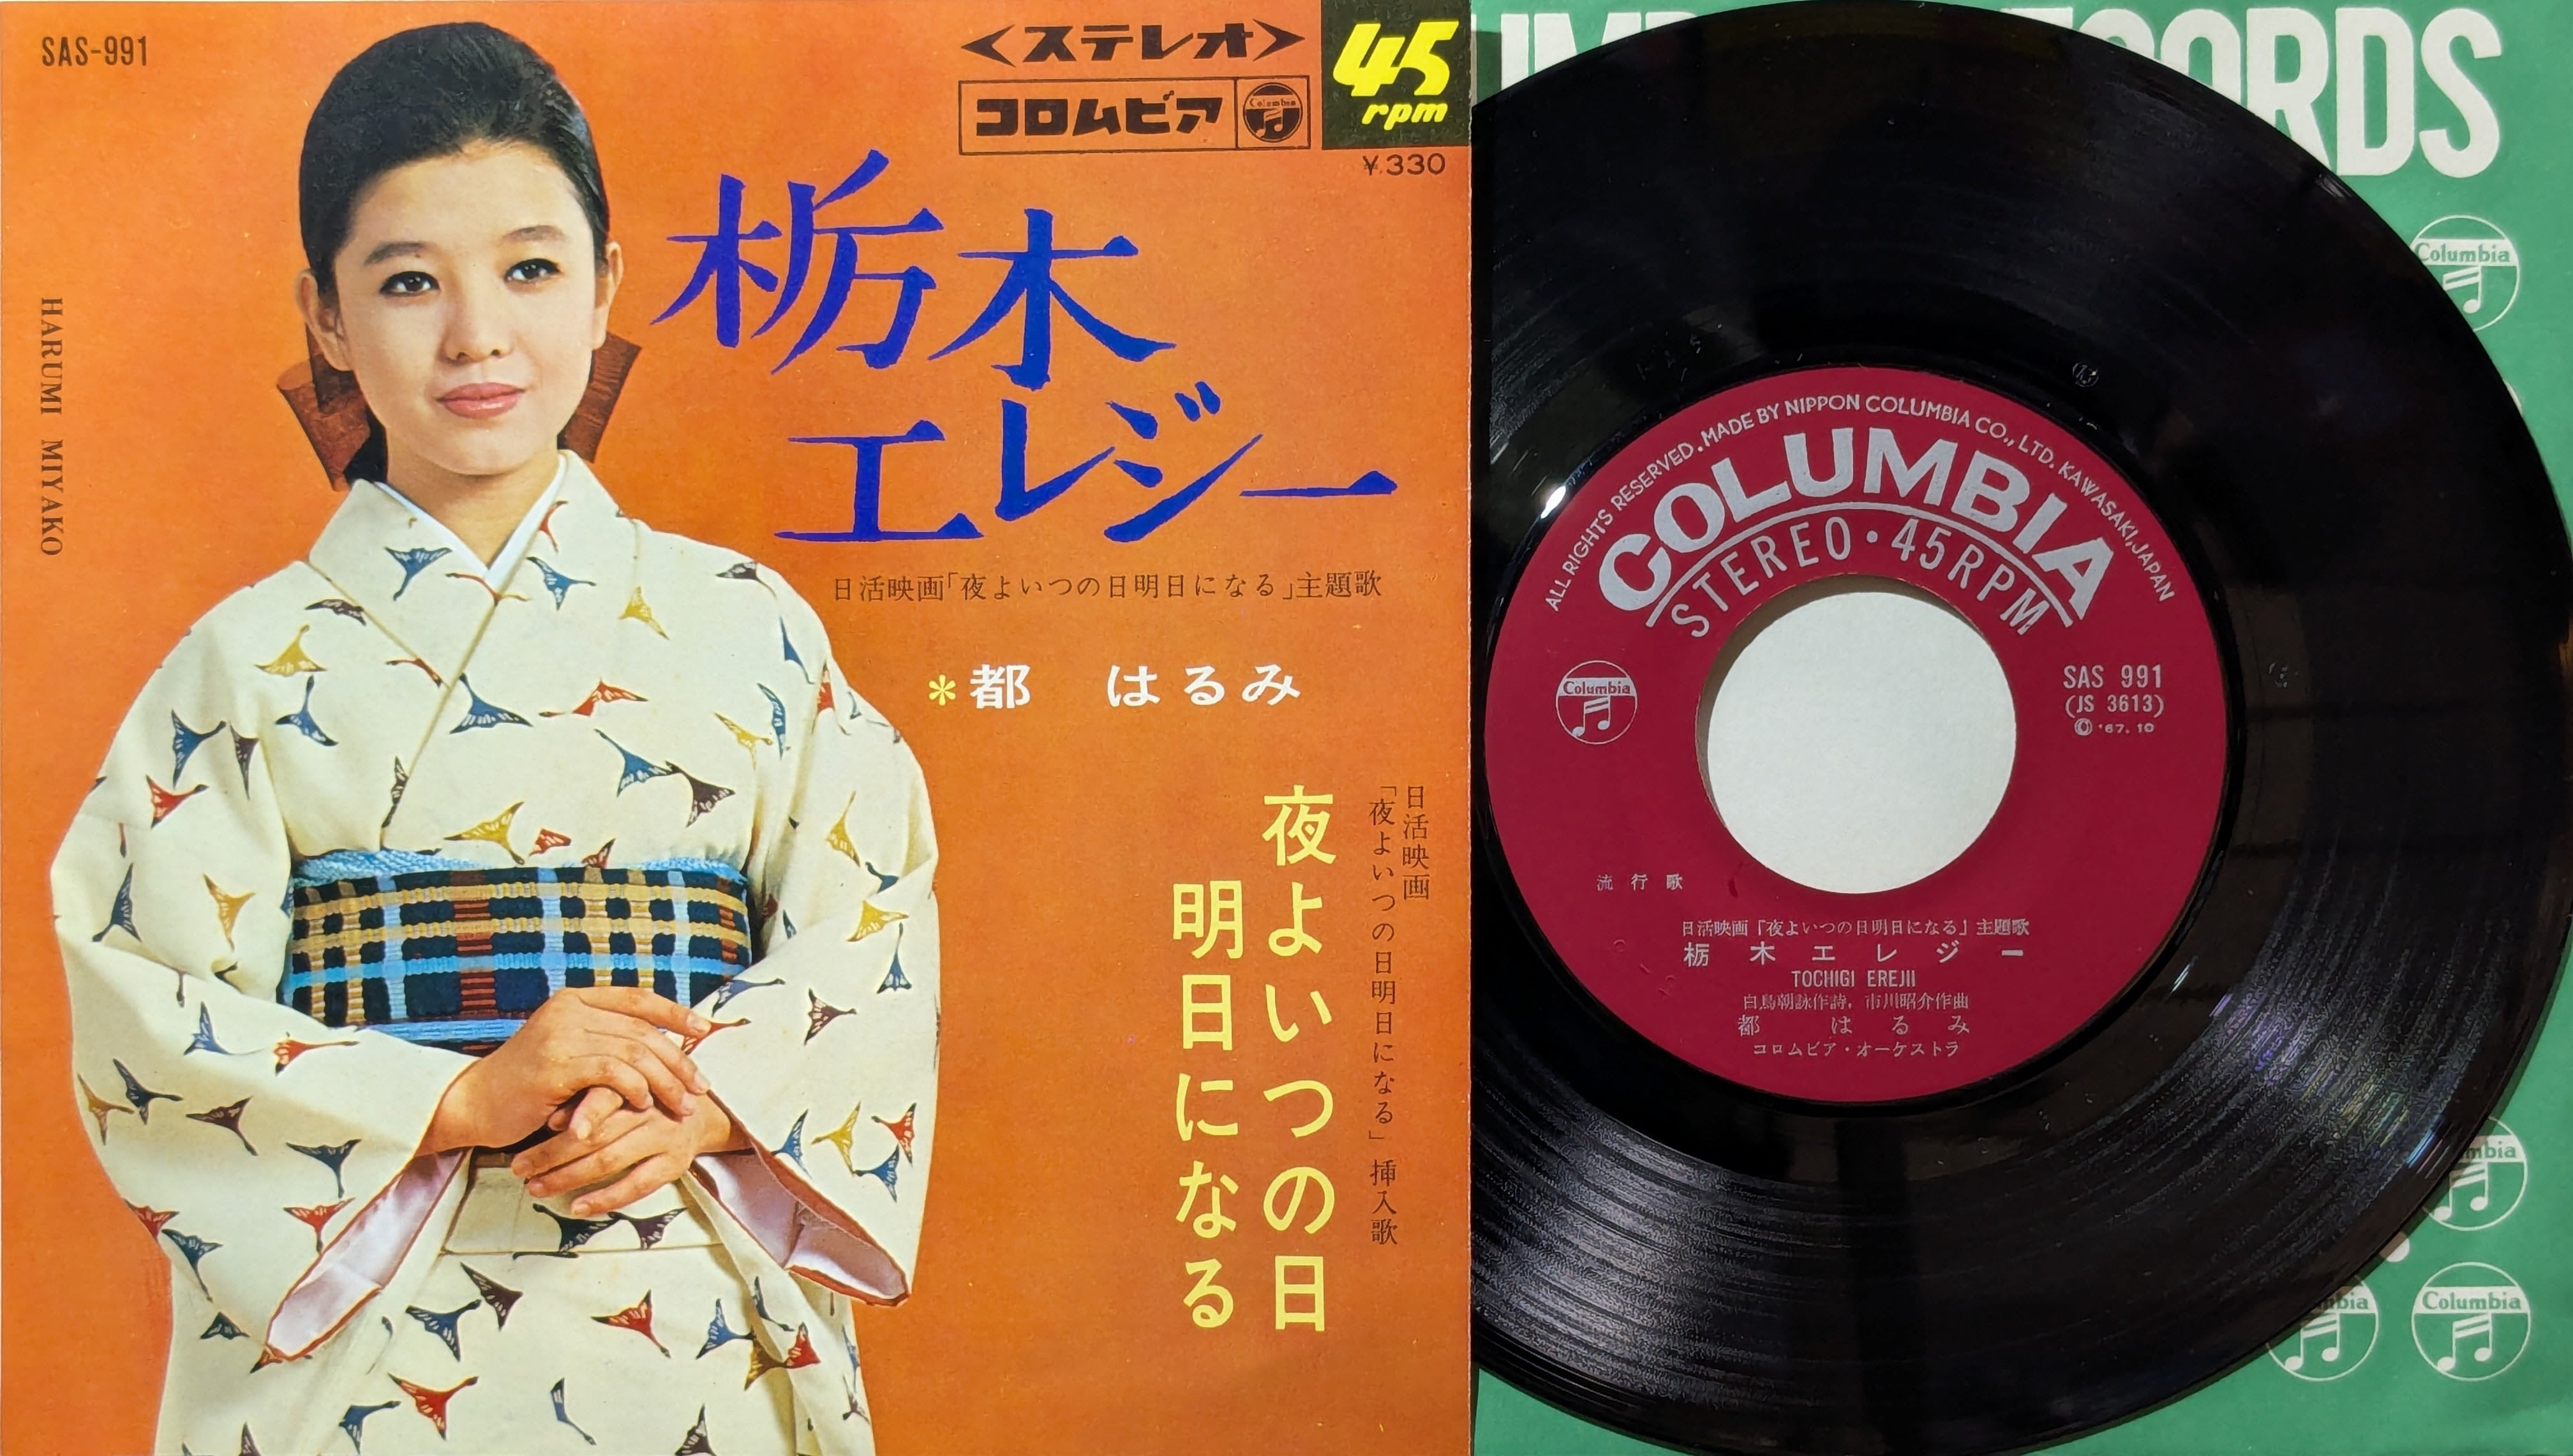 SAS-991
<ステレオ>
コロムビア
Columbia
45
rpm
¥330
HARUMI MIYAKO
栃木
エレジー
日活映画「夜よいつの日明日になる」主題歌
*都 はるみ
日活映画
「夜よいつの日明日になる」挿入歌
夜よいつの日
明日になる
ALL RIGHTS RESERVED. MADE BY NIPPON COLUMBIA CO., LTD. KAWASAKI, JAPAN
COLUMBIA
STEREO・45RPM
Columbia
SAS 991
(JS 3613)
©'67. 10
流行歌
日活映画「夜よいつの日明日になる」主題歌
栃木エレジー
TOCHIGI EREJII
白鳥朝詠作詩, 市川昭介作曲
都 はるみ
コロムビア・オーケストラ
Columbia
Columbia